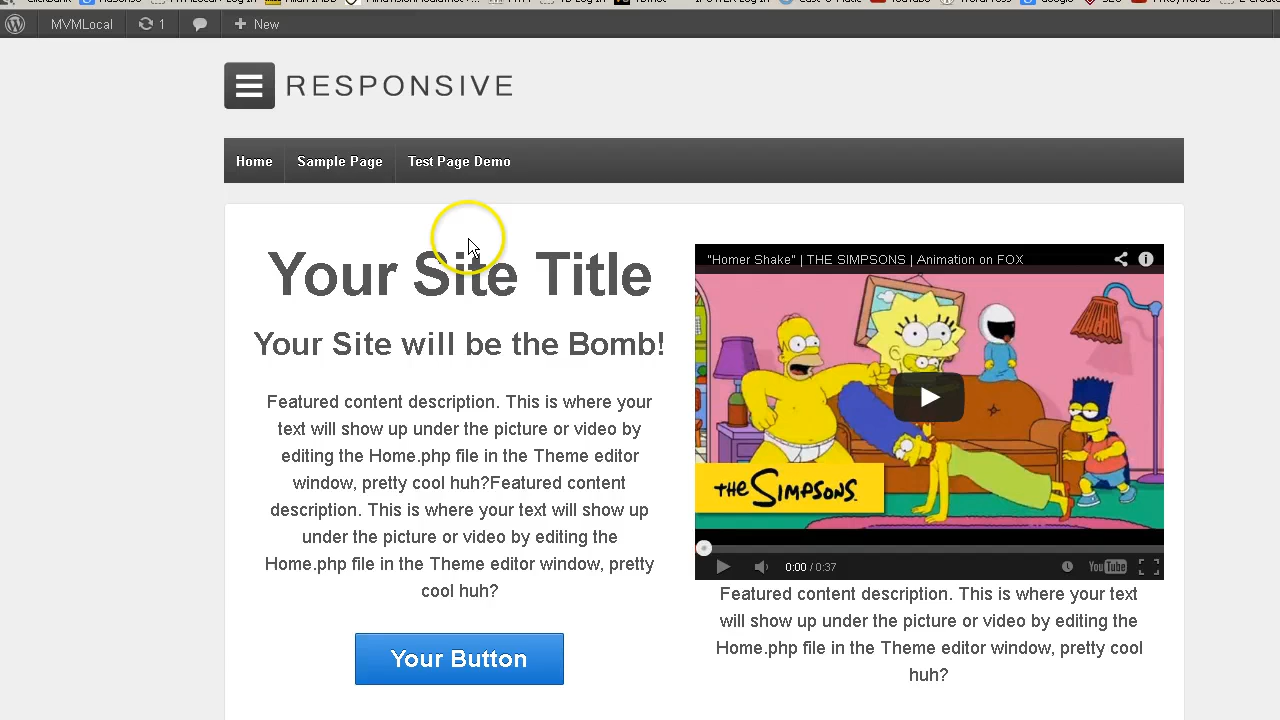 MVMLocal 1 New
RESPONSIVE
Home Sample Page Test Page Demo
Your Site Title
Your Site will be the Bomb!
Featured content description. This is where your
text will show up under the picture or video by
editing the Home.php file in the Theme editor
window, pretty cool huh?Featured content
description. This is where your text will show up
under the picture or video by editing the
Home.php file in the Theme editor window, pretty
cool huh?
Your Button
"Homer Shake" | THE SIMPSONS | Animation on FOX
THE SIMPSONS
0:00 / 0:37
YouTube
Featured content description. This is where your text
will show up under the picture or video by editing the
Home.php file in the Theme editor window, pretty cool
huh?